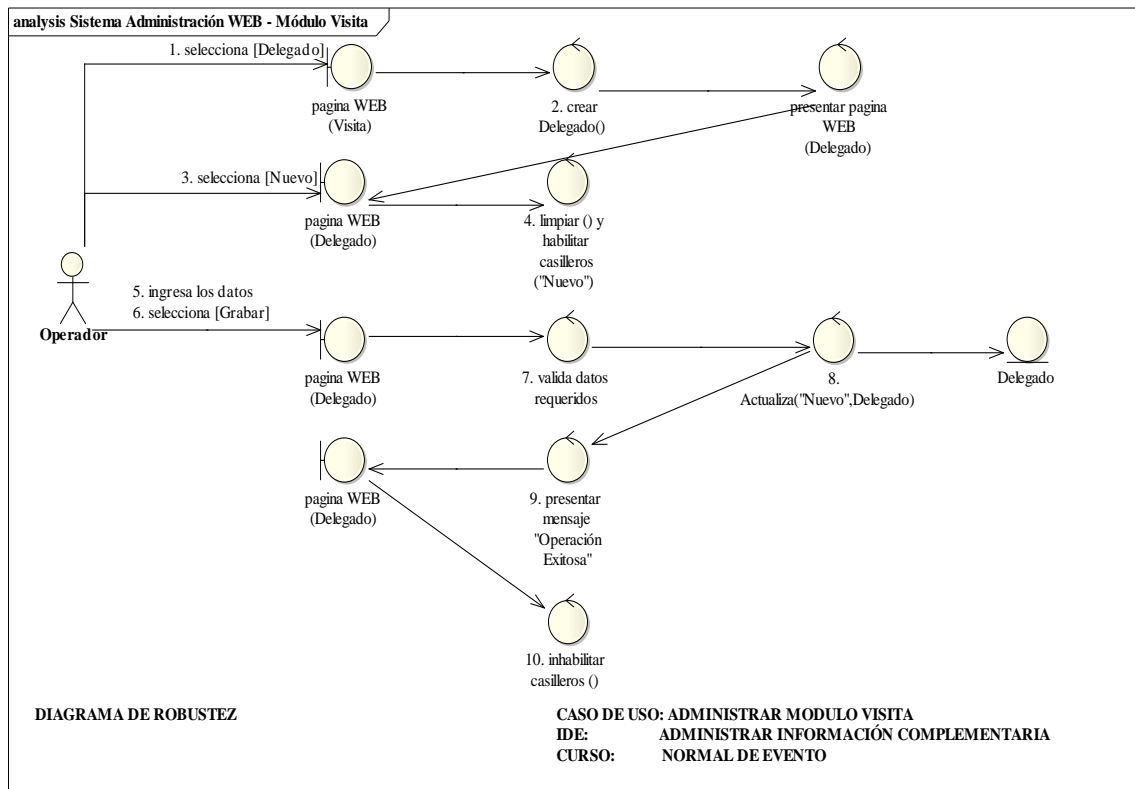 analysis Sistema Administración WEB - Módulo Visita
1. selecciona [Delegado]
pagina WEB
(Visita)
2. crear
Delegado()
presentar pagina
WEB
(Delegado)
3. selecciona [Nuevo]
pagina WEB
(Delegado)
4. limpiar () y
habilitar
casilleros
("Nuevo")
Operador
5. ingresa los datos
6. selecciona [Grabar]
pagina WEB
(Delegado)
7. valida datos
requeridos
8.
Actualiza("Nuevo",Delegado)
Delegado
pagina WEB
(Delegado)
9. presentar
mensaje
"Operación
Exitosa"
10. inhabilitar
casilleros ()
DIAGRAMA DE ROBUSTEZ
CASO DE USO: ADMINISTRAR MODULO VISITA
IDE: ADMINISTRAR INFORMACIÓN COMPLEMENTARIA
CURSO: NORMAL DE EVENTO